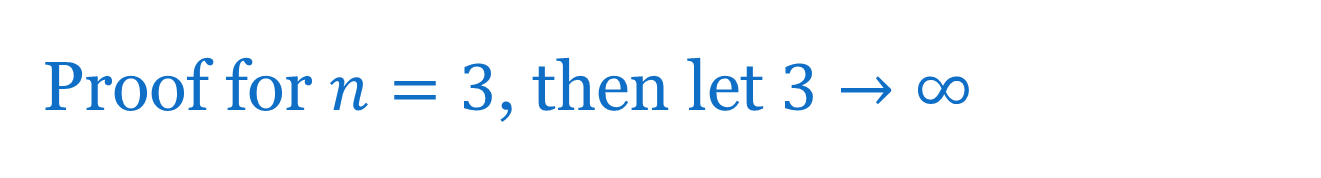 Proof for n = 3, then let 3 → ∞